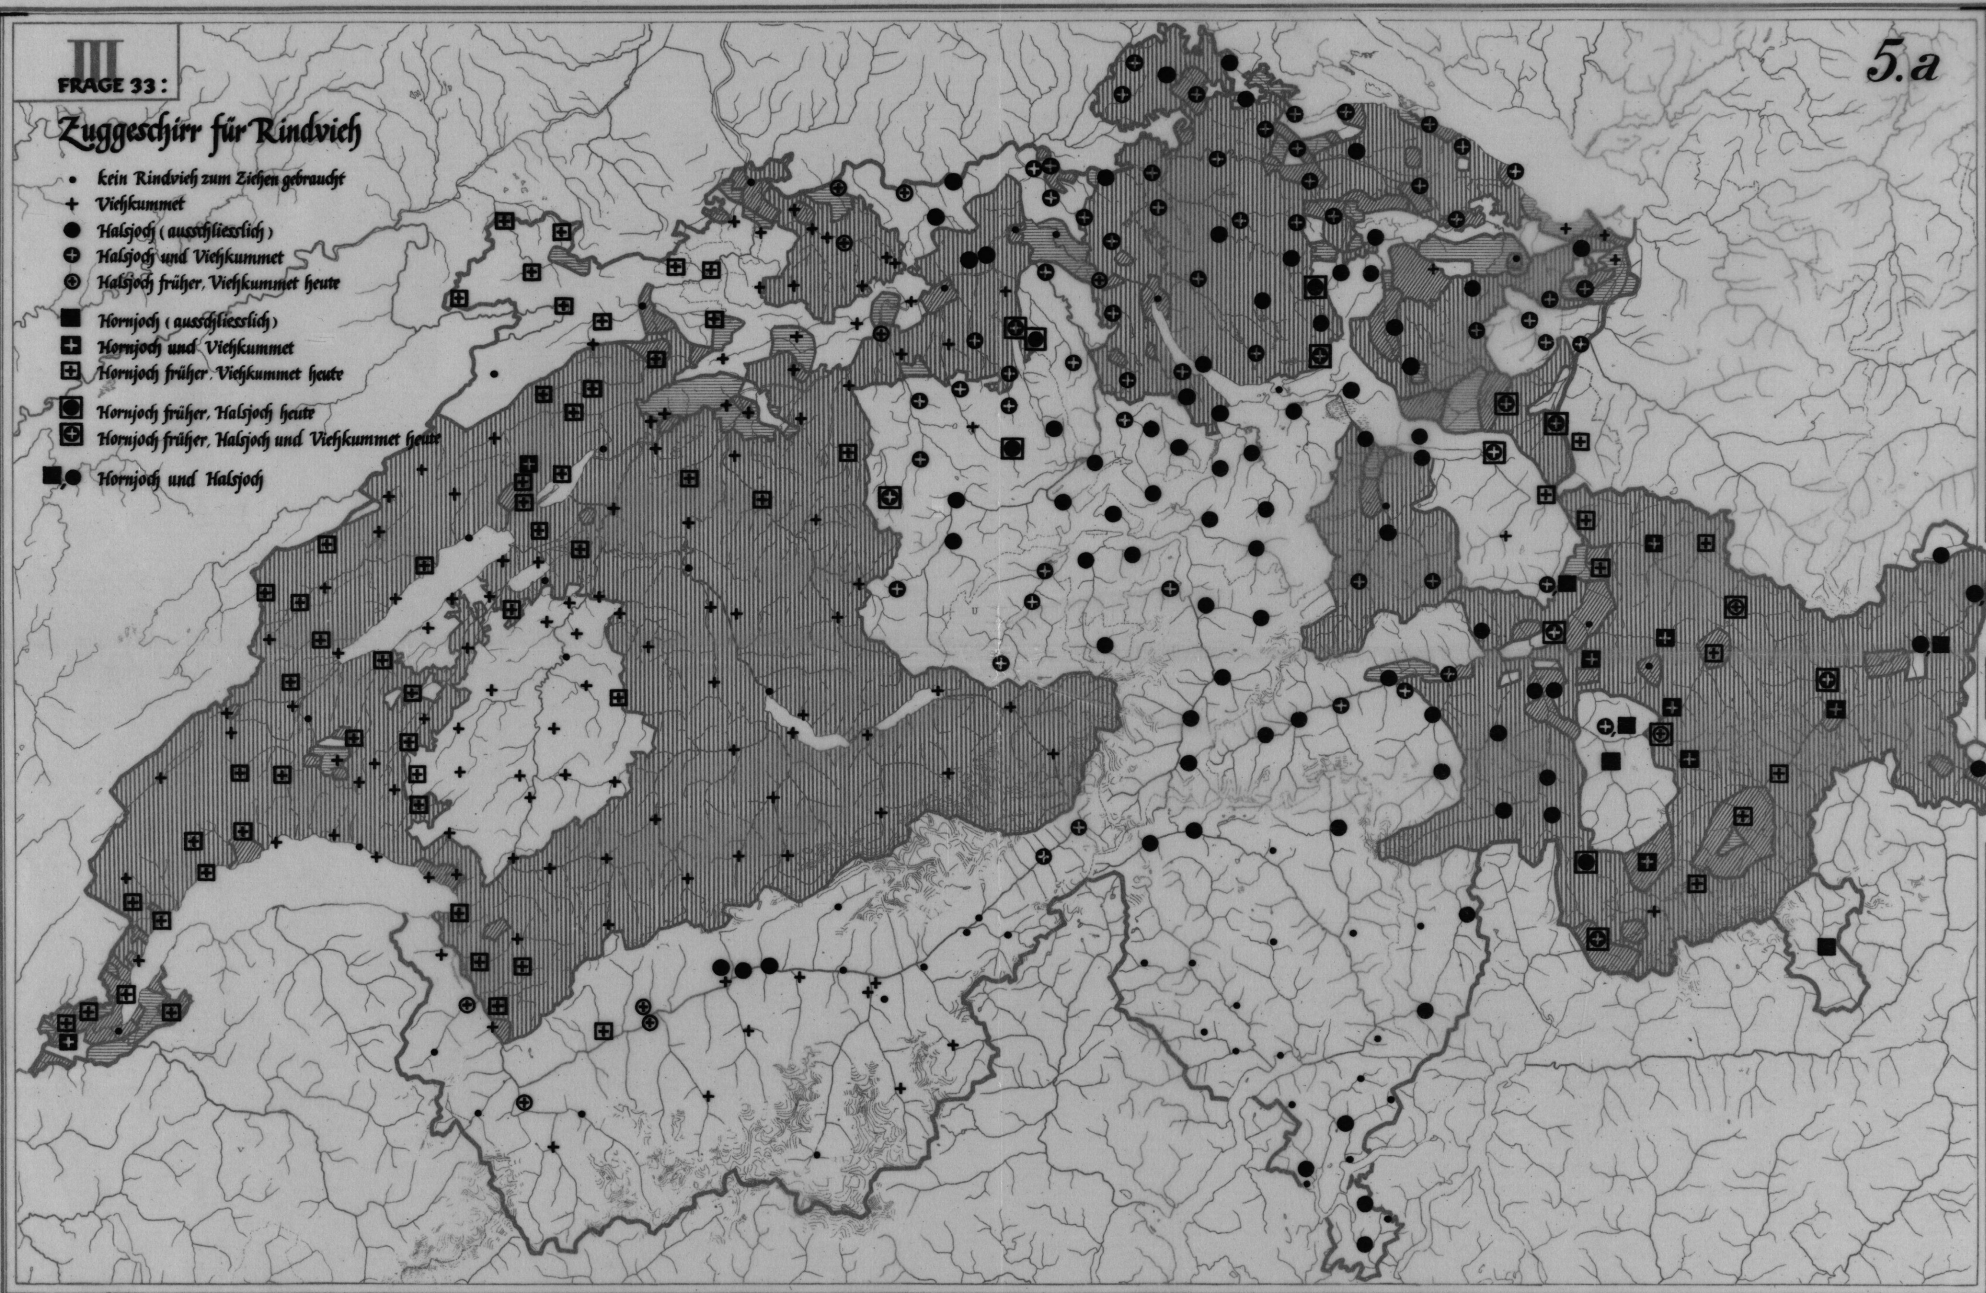 III
FRAGE 33:
5.a
Zuggeschirr für Rindvieh
kein Rindvieh zum Ziehen gebraucht
Viehkummet
Halsjoch (ausschliesslich)
Halsjoch und Viehkummet
Halsjoch früher, Viehkummet heute
Hornjoch (ausschliesslich)
Hornjoch und Viehkummet
Hornjoch früher, Viehkummet heute
Hornjoch früher, Halsjoch heute
Hornjoch früher, Halsjoch und Viehkummet heute
Hornjoch und Halsjoch